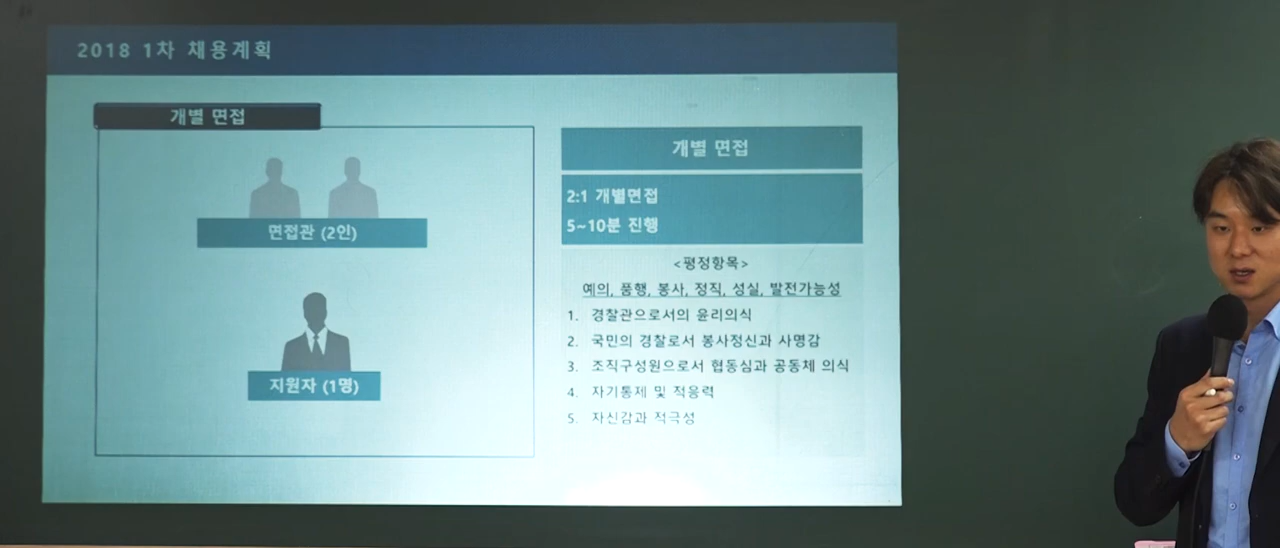 2018 1차 채용계획
개별 면접
면접관 (2인)
지원자 (1명)
개별 면접
2:1 개별면접
5~10분 진행
<평정항목>
예의, 품행, 봉사, 정직, 성실, 발전가능성
1. 경찰관으로서의 윤리의식
2. 국민의 경찰로서 봉사정신과 사명감
3. 조직구성원으로서 협동심과 공동체 의식
4. 자기통제 및 적응력
5. 자신감과 적극성